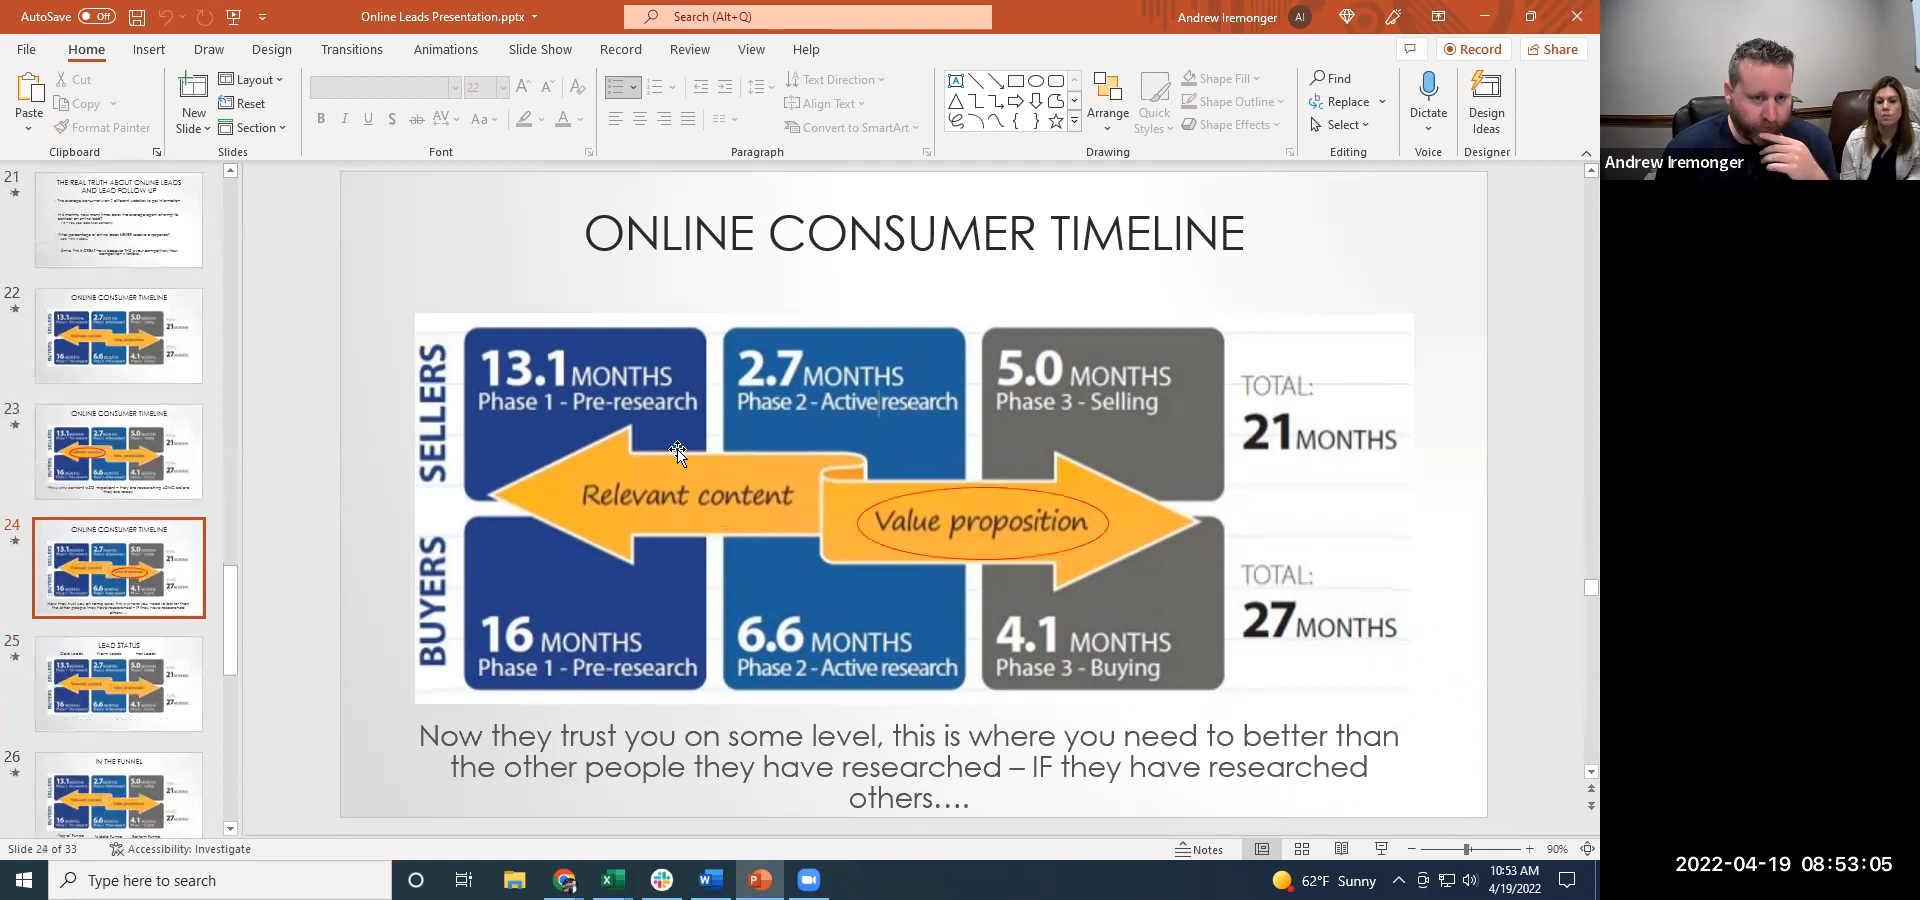 AutoSave Off
Online Leads Presentation.pptx
Search (Alt+Q)
Andrew Iremonger AI
File Home Insert Draw Design Transitions Animations Slide Show Record Review View Help
Record Share
Paste
Cut
Copy
Format Painter
Clipboard
New Slide
Layout
Reset
Section
Slides
22
Font
Text Direction
Align Text
Convert to SmartArt
Paragraph
Arrange
Quick Styles
Shape Fill
Shape Outline
Shape Effects
Drawing
Find
Replace
Select
Editing
Dictate
Voice
Design Ideas
Designer
Andrew Iremonger
21
THE REAL TRUTH ABOUT ONLINE LEADS
AND LEAD FOLLOW UP
22
ONLINE CONSUMER TIMELINE
23
ONLINE CONSUMER TIMELINE
24
ONLINE CONSUMER TIMELINE
25
LEAD STATUS
Cold Leads Warm Leads Hot Leads
26
IN THE FUNNEL
ONLINE CONSUMER TIMELINE
SELLERS
13.1 MONTHS
Phase 1 - Pre-research
2.7 MONTHS
Phase 2 - Active research
5.0 MONTHS
Phase 3 - Selling
TOTAL:
21 MONTHS
Relevant content
Value proposition
BUYERS
16 MONTHS
Phase 1 - Pre-research
6.6 MONTHS
Phase 2 - Active research
4.1 MONTHS
Phase 3 - Buying
TOTAL:
27 MONTHS
Now they trust you on some level, this is where you need to better than
the other people they have researched – IF they have researched
others….
Slide 24 of 33
Accessibility: Investigate
Notes
90%
Type here to search
62°F Sunny
10:53 AM
4/19/2022
2022-04-19 08:53:05